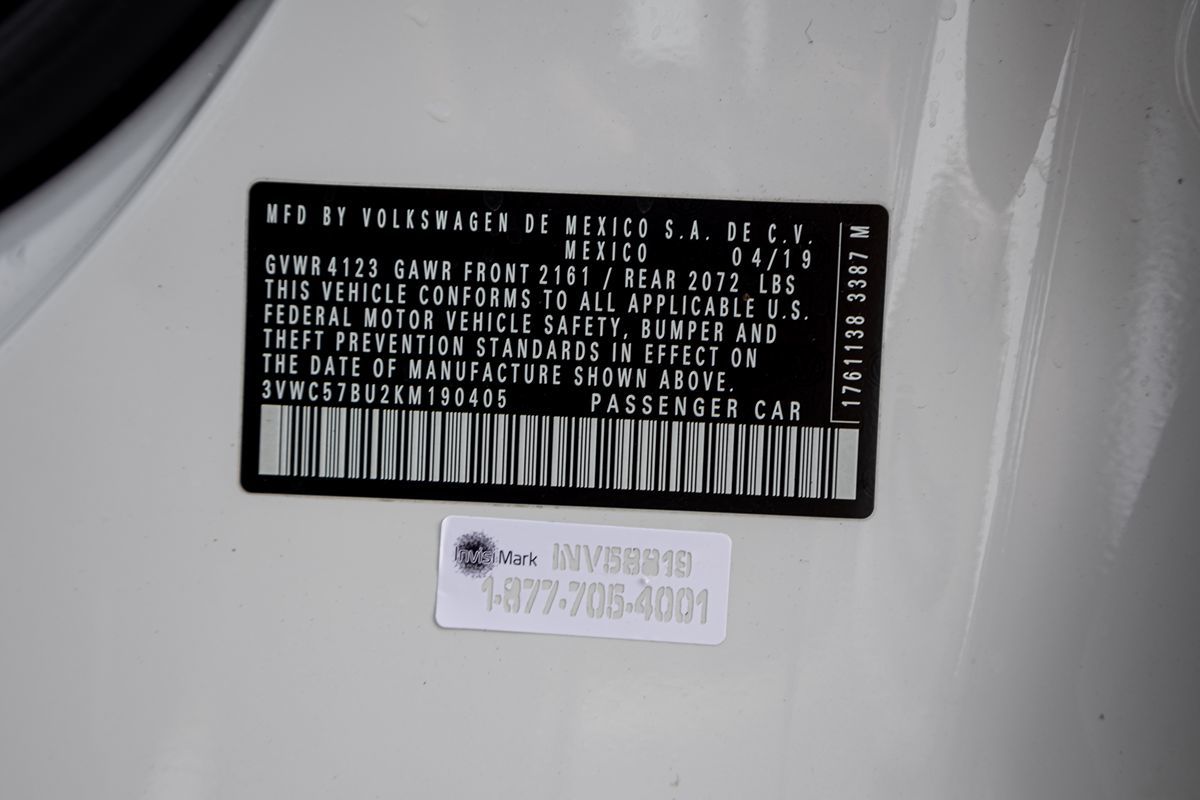 MFD BY VOLKSWAGEN DE MEXICO S.A. DE C.V.
MEXICO 04/19
GVWR 4123 GAWR FRONT 2161 / REAR 2072 LBS
THIS VEHICLE CONFORMS TO ALL APPLICABLE U.S.
FEDERAL MOTOR VEHICLE SAFETY, BUMPER AND
THEFT PREVENTION STANDARDS IN EFFECT ON
THE DATE OF MANUFACTURE SHOWN ABOVE.
3VWC57BU2KM190405 PASSENGER CAR
1761138 3387 M
InvisiMark INV58819
1-877-705-4001